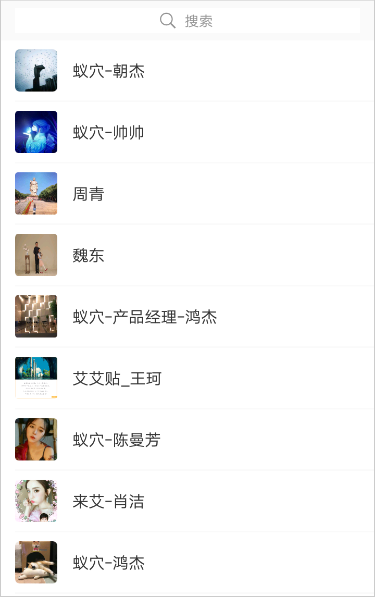 搜索
蚁穴-朝杰
蚁穴-帅帅
周青
魏东
蚁穴-产品经理-鸿杰
艾艾贴_王珂
蚁穴-陈曼芳
来艾-肖洁
蚁穴-鸿杰